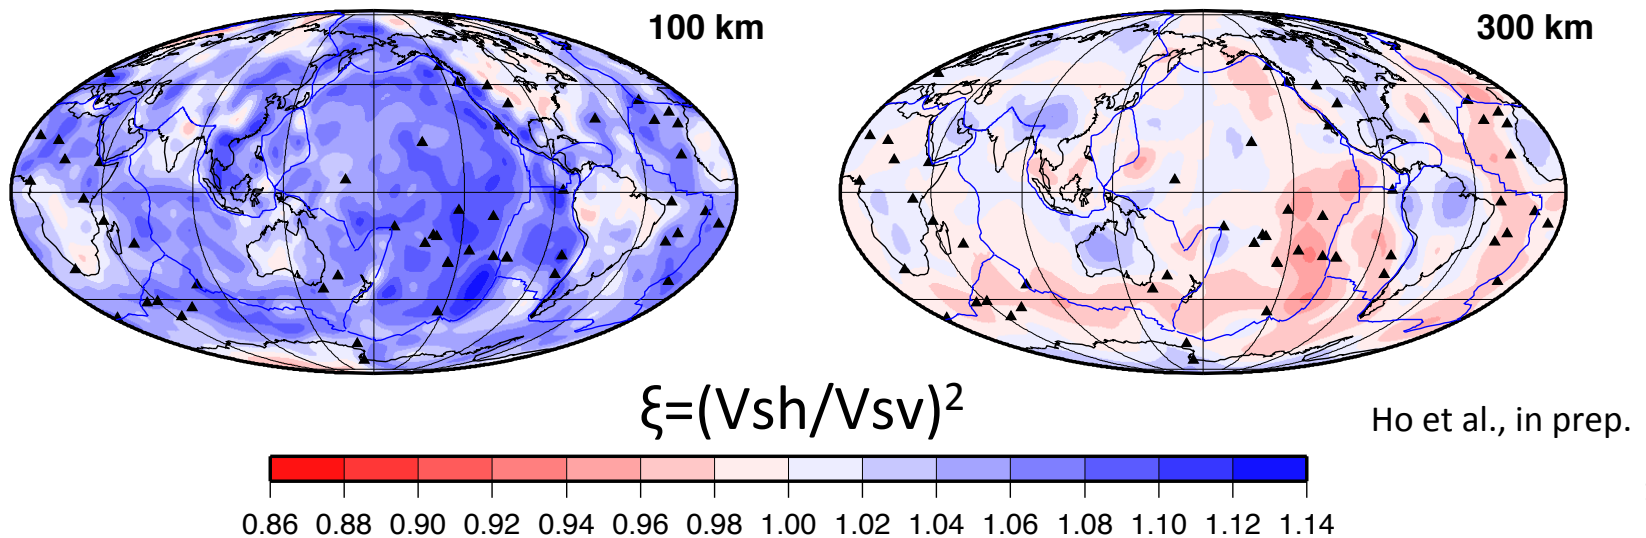 100 km
300 km
ξ=(Vsh/Vsv)2
Ho et al., in prep.
0.86 0.88 0.90 0.92 0.94 0.96 0.98 1.00 1.02 1.04 1.06 1.08 1.10 1.12 1.14